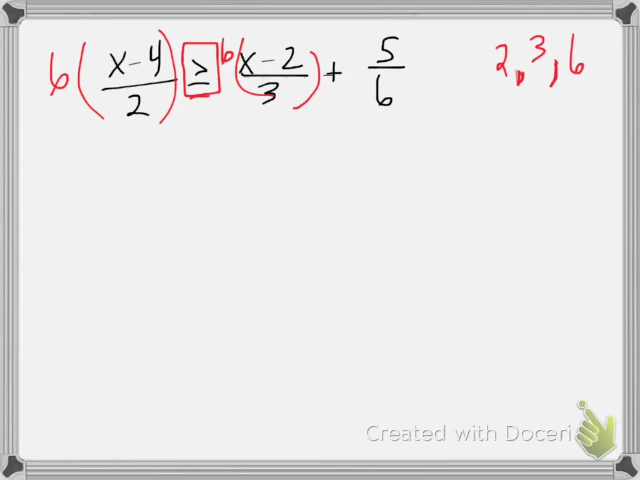 6(x-4/2) ≥ 6(x-2/3) + 5/6 2, 3, 6
Created with Doceri